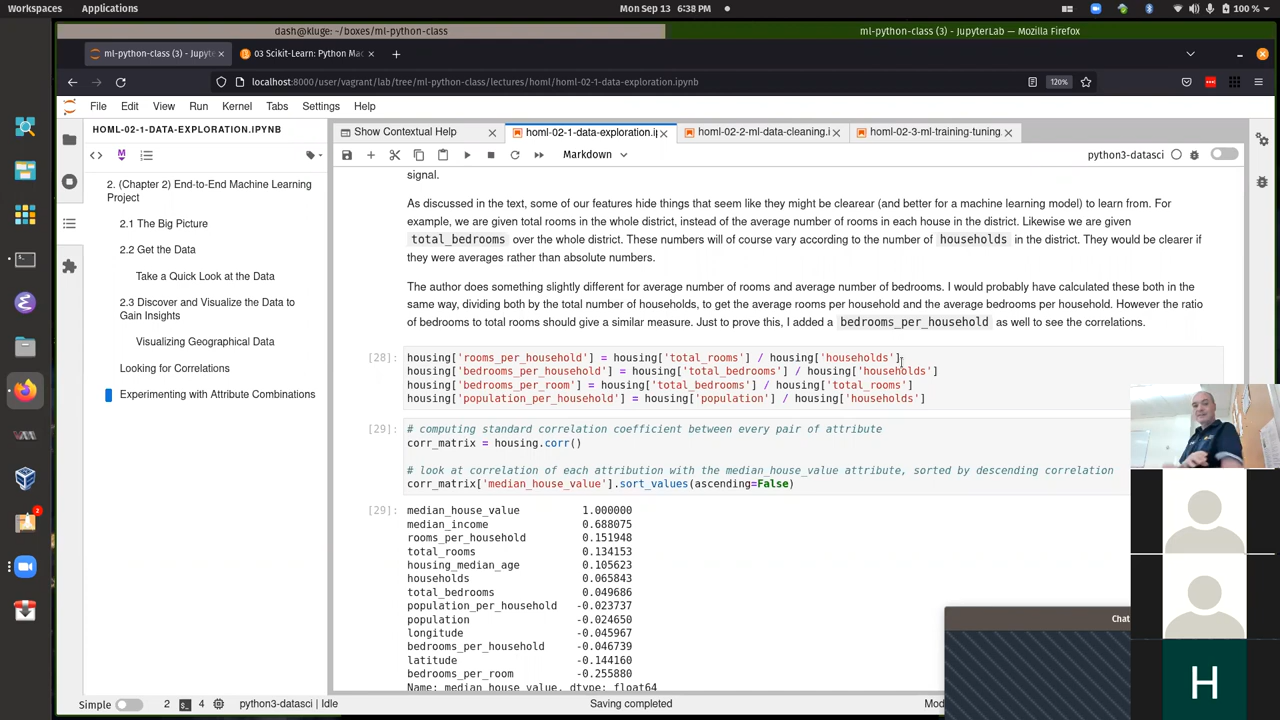 Workspaces Applications Mon Sep 13 6:38 PM 100 %
dash@kluge: ~/boxes/ml-python-class ml-python-class (3) - JupyterLab — Mozilla Firefox
ml-python-class (3) - Jupyte 03 Scikit-Learn: Python Mac
localhost:8000/user/vagrant/lab/tree/ml-python-class/lectures/homl/homl-02-1-data-exploration.ipynb 120%
File Edit View Run Kernel Tabs Settings Help
HOML-02-1-DATA-EXPLORATION.IPYNB
2. (Chapter 2) End-to-End Machine Learning
Project
2.1 The Big Picture
2.2 Get the Data
Take a Quick Look at the Data
2.3 Discover and Visualize the Data to
Gain Insights
Visualizing Geographical Data
Looking for Correlations
Experimenting with Attribute Combinations
Show Contextual Help homl-02-1-data-exploration.ip homl-02-2-ml-data-cleaning.i homl-02-3-ml-training-tuning.
Markdown python3-datasci
signal.
As discussed in the text, some of our features hide things that seem like they might be clearear (and better for a machine learning model) to learn from. For
example, we are given total rooms in the whole district, instead of the average number of rooms in each house in the district. Likewise we are given
total_bedrooms over the whole district. These numbers will of course vary according to the number of households in the district. They would be clearer if
they were averages rather than absolute numbers.
The author does something slightly different for average number of rooms and average number of bedrooms. I would probably have calculated these both in the
same way, dividing both by the total number of households, to get the average rooms per household and the average bedrooms per household. However the ratio
of bedrooms to total rooms should give a similar measure. Just to prove this, I added a bedrooms_per_household as well to see the correlations.
[28]: housing['rooms_per_household'] = housing['total_rooms'] / housing['households']
housing['bedrooms_per_household'] = housing['total_bedrooms'] / housing['households']
housing['bedrooms_per_room'] = housing['total_bedrooms'] / housing['total_rooms']
housing['population_per_household'] = housing['population'] / housing['households']
[29]: # computing standard correlation coefficient between every pair of attribute
corr_matrix = housing.corr()
# look at correlation of each attribution with the median_house_value attribute, sorted by descending correlation
corr_matrix['median_house_value'].sort_values(ascending=False)
[29]: median_house_value 1.000000
median_income 0.688075
rooms_per_household 0.151948
total_rooms 0.134153
housing_median_age 0.105623
households 0.065843
total_bedrooms 0.049686
population_per_household -0.023737
population -0.024650
longitude -0.045967
bedrooms_per_household -0.046739
latitude -0.144160
bedrooms_per_room -0.255880
Name: median_house_value, dtype: float64
Chat
H
2
Simple 2 4 python3-datasci | Idle Saving completed